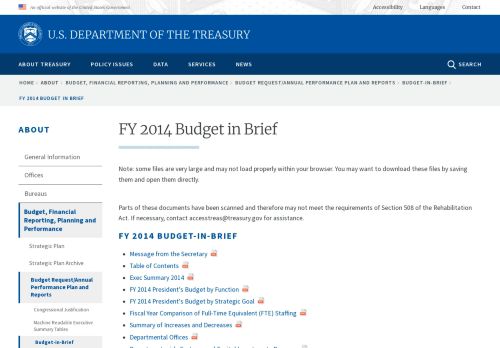 An official website of the United States Government
Accessibility
Languages
Contact
U.S. DEPARTMENT OF THE TREASURY
ABOUT TREASURY
POLICY ISSUES
DATA
SERVICES
NEWS
SEARCH
HOME › ABOUT › BUDGET, FINANCIAL REPORTING, PLANNING AND PERFORMANCE › BUDGET REQUEST/ANNUAL PERFORMANCE PLAN AND REPORTS › BUDGET-IN-BRIEF ›
FY 2014 BUDGET IN BRIEF
ABOUT
General Information
Offices
Bureaus
Budget, Financial
Reporting, Planning and
Performance
Strategic Plan
Strategic Plan Archive
Budget Request/Annual
Performance Plan and
Reports
Congressional Justification
Machine Readable Executive
Summary Tables
Budget-in-Brief
FY 2014 Budget in Brief
Note: some files are very large and may not load properly within your browser. You may want to download these files by saving
them and open them directly.
Parts of these documents have been scanned and therefore may not meet the requirements of Section 508 of the Rehabilitation
Act. If necessary, contact accesstreas@treasury.gov for assistance.
FY 2014 BUDGET-IN-BRIEF
Message from the Secretary
Table of Contents
Exec Summary 2014
FY 2014 President's Budget by Function
FY 2014 President's Budget by Strategic Goal
Fiscal Year Comparison of Full-Time Equivalent (FTE) Staffing
Summary of Increases and Decreases
Departmental Offices